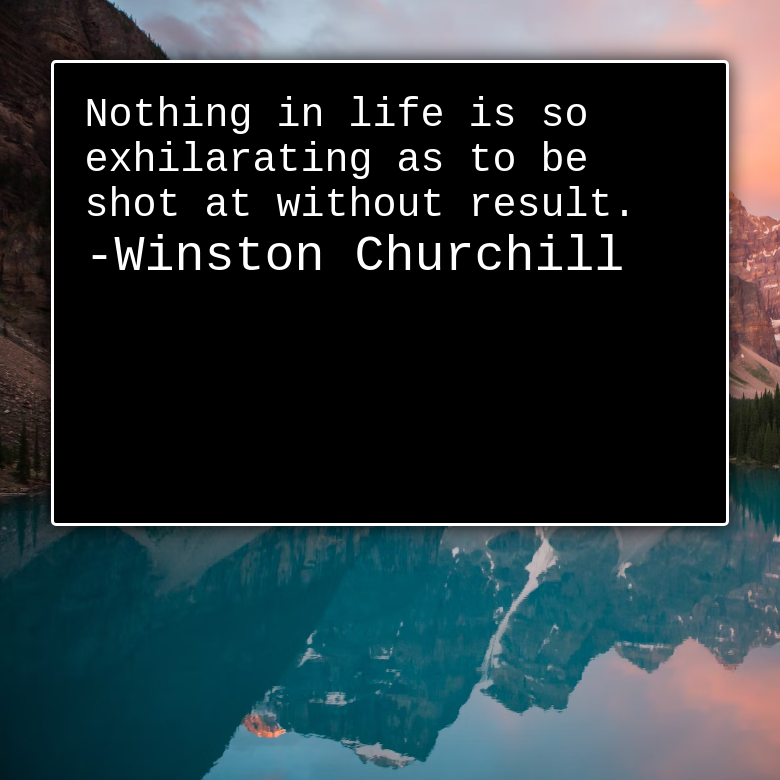 Nothing in life is so
exhilarating as to be
shot at without result.
-Winston Churchill